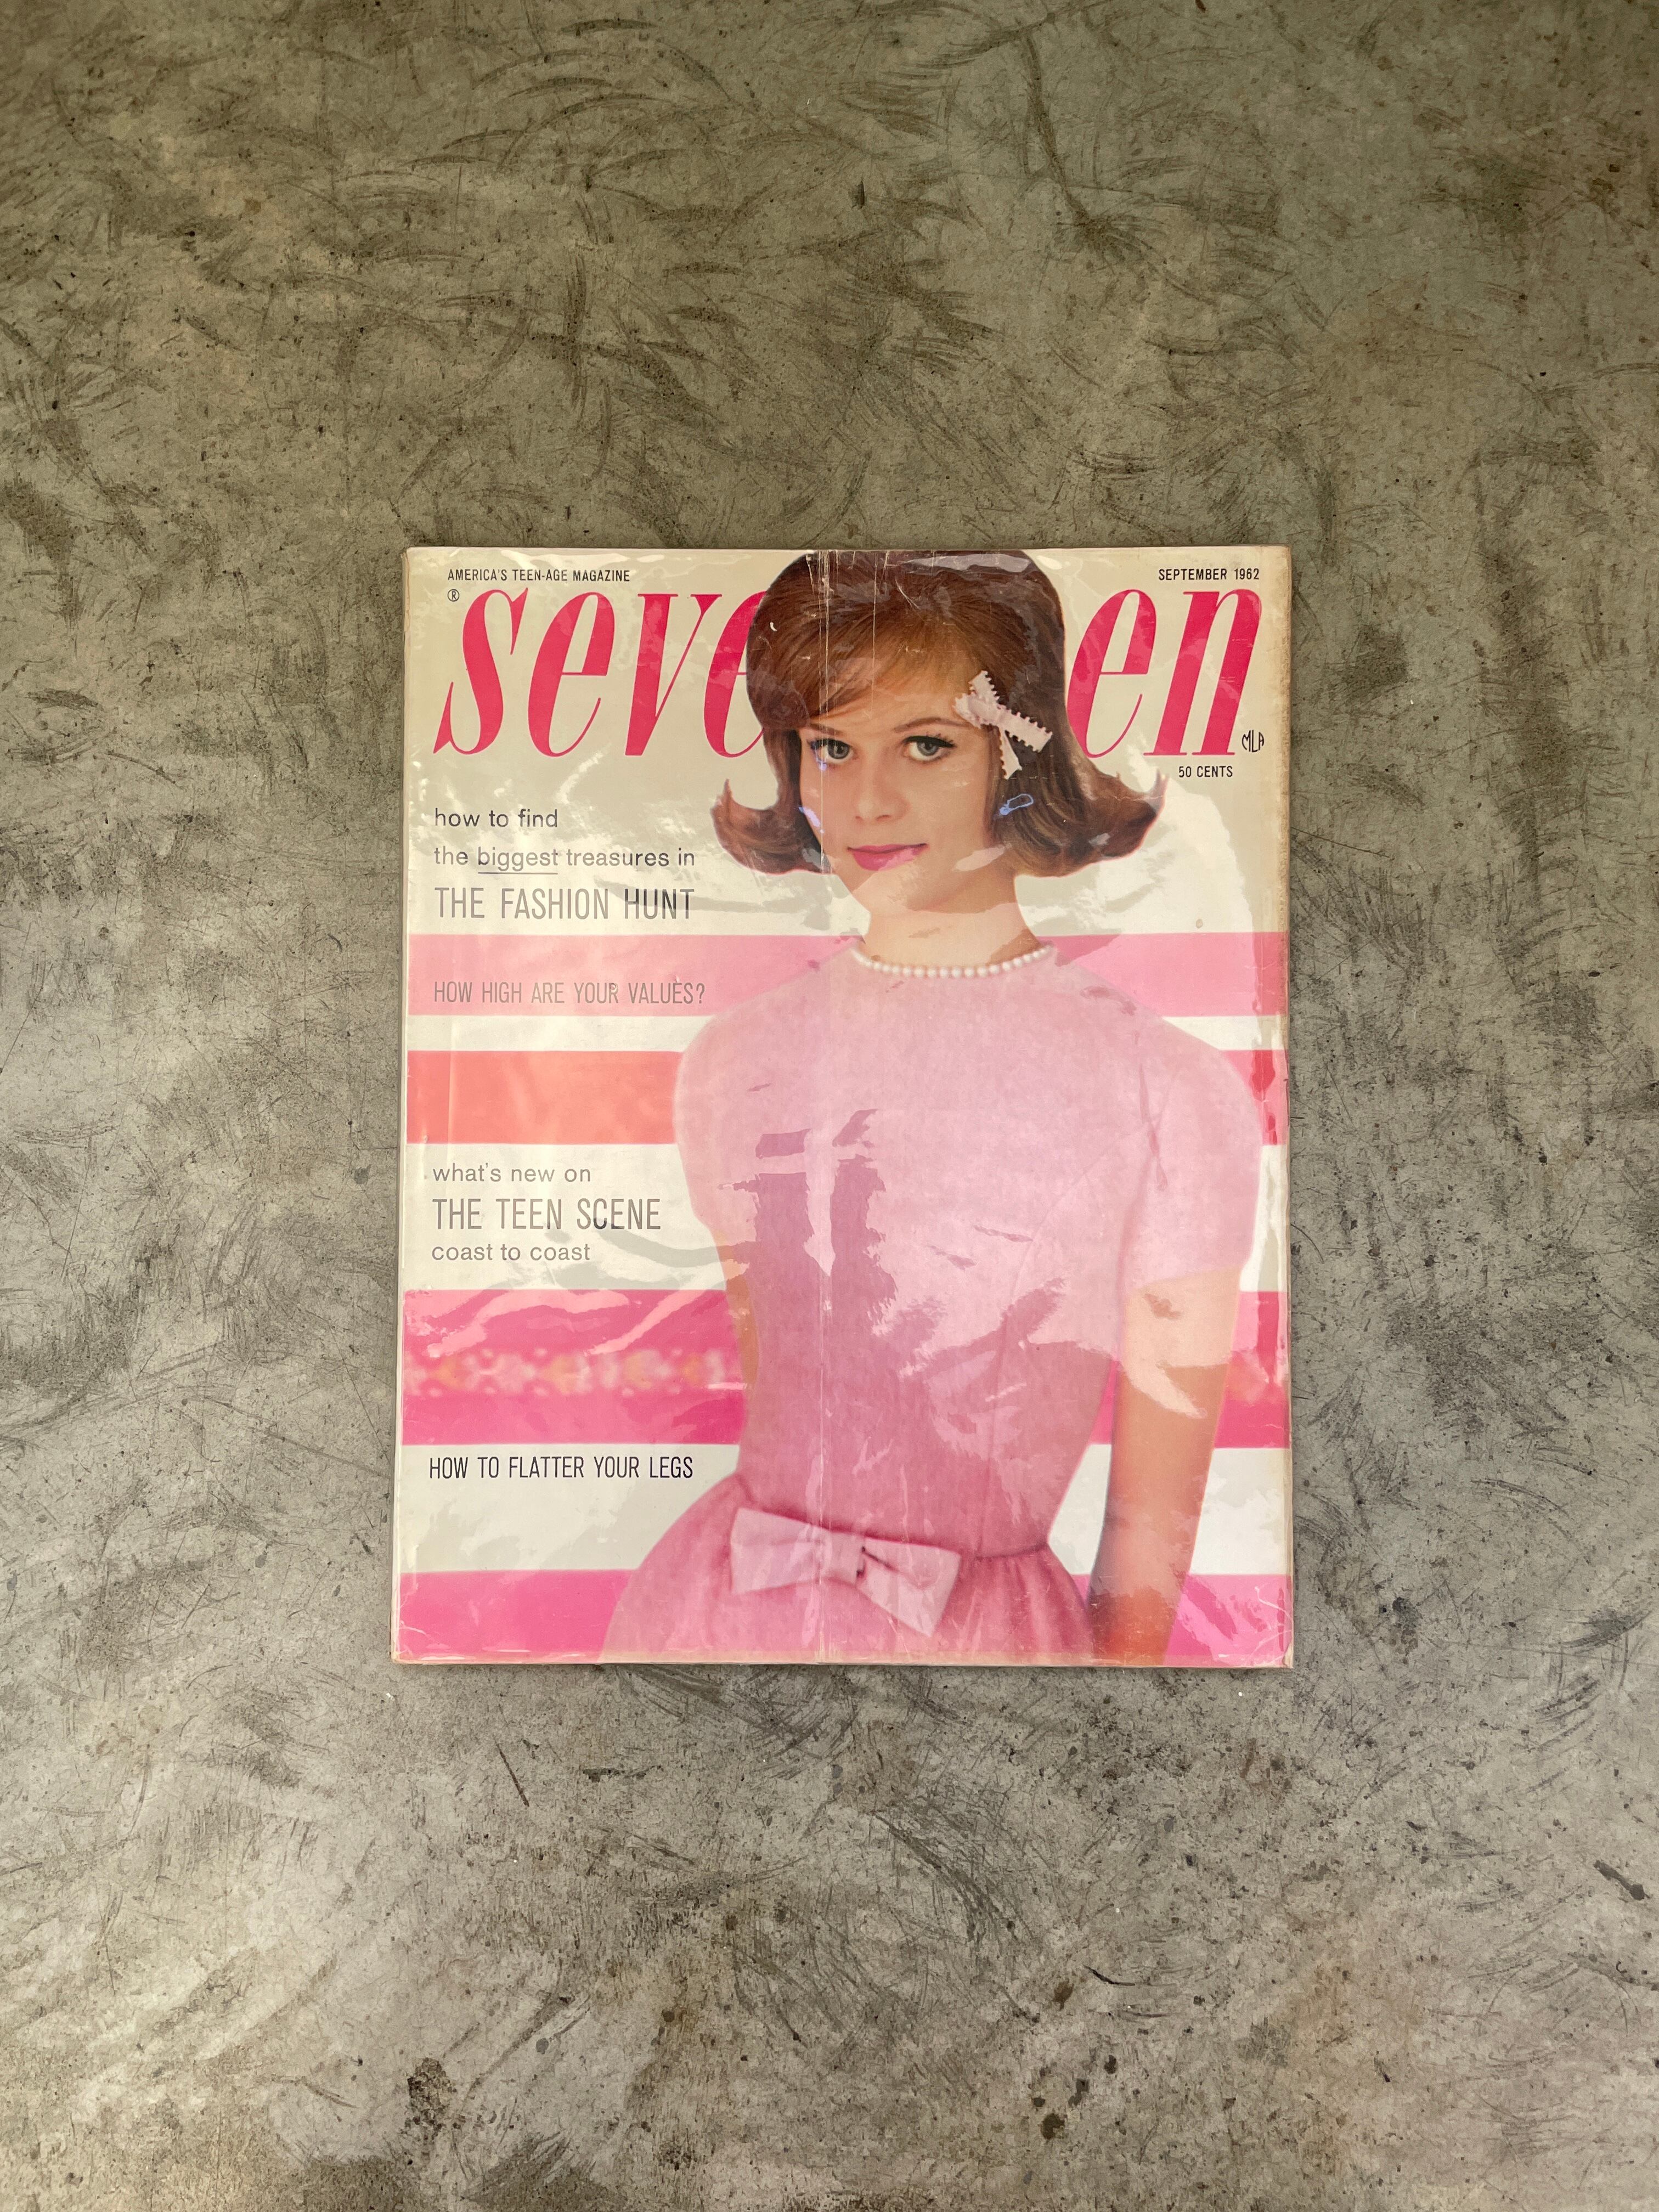 AMERICA'S TEEN-AGE MAGAZINE
SEPTEMBER 1962
®
seventeen
MLA
50 CENTS
how to find
the biggest treasures in
THE FASHION HUNT
HOW HIGH ARE YOUR VALUES?
what's new on
THE TEEN SCENE
coast to coast
HOW TO FLATTER YOUR LEGS